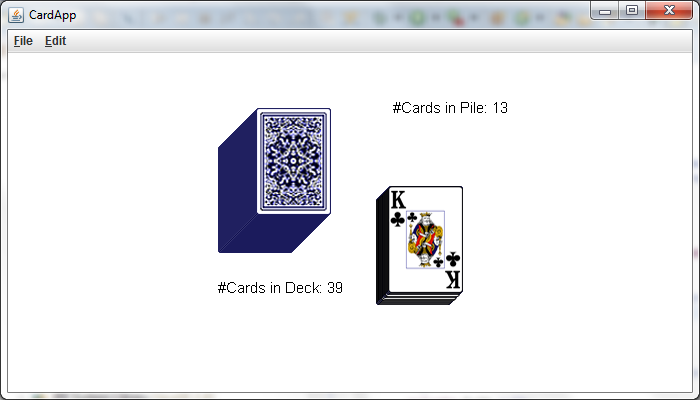 CardApp
File Edit
#Cards in Pile: 13
K
#Cards in Deck: 39
K